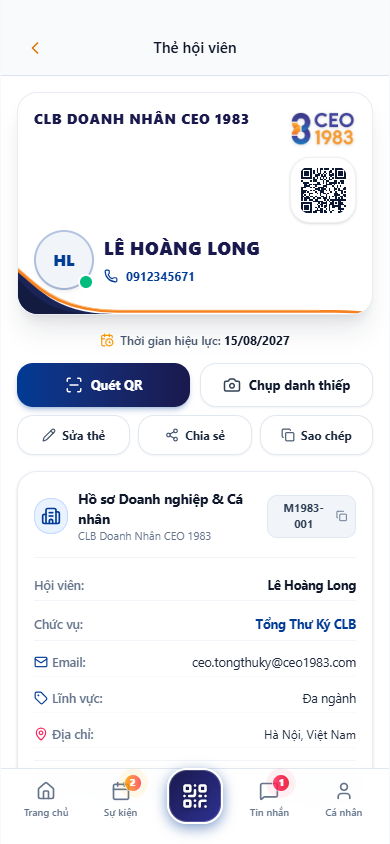 Thẻ hội viên
CLB DOANH NHÂN CEO 1983
CEO
1983
HL
LÊ HOÀNG LONG
0912345671
Thời gian hiệu lực: 15/08/2027
Quét QR
Chụp danh thiếp
Sửa thẻ
Chia sẻ
Sao chép
Hồ sơ Doanh nghiệp & Cá
nhân
CLB Doanh Nhân CEO 1983
M1983-
001
Hội viên: Lê Hoàng Long
Chức vụ: Tổng Thư Ký CLB
Email: ceo.tongthuky@ceo1983.com
Lĩnh vực: Đa ngành
Địa chỉ: Hà Nội, Việt Nam
2
1
Trang chủ
Sự kiện
Tin nhắn
Cá nhân